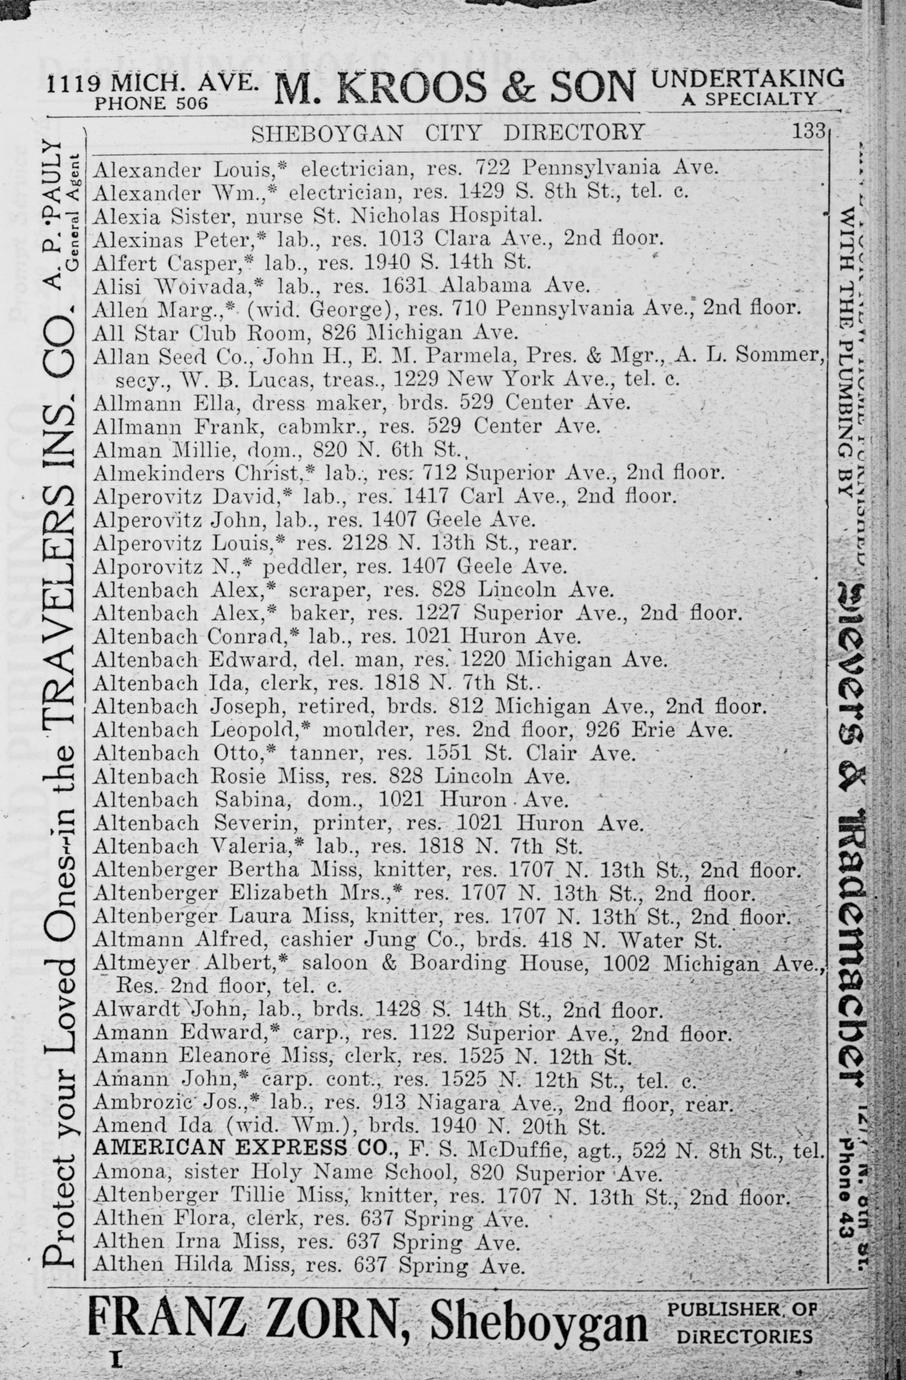 1119 MICH. AVE. M. KROOS & SON UNDERTAKING
PHONE 506 A SPECIALTY
SHEBOYGAN CITY DIRECTORY 133
Alexander Louis,* electrician, res. 722 Pennsylvania Ave.
Alexander Wm.,* electrician, res. 1429 S. 8th St., tel. c.
Alexia Sister, nurse St. Nicholas Hospital.
Alexinas Peter,* lab., res. 1013 Clara Ave., 2nd floor.
Alfert Casper,* lab., res. 1940 S. 14th St.
Alisi Woivada,* lab., res. 1631 Alabama Ave.
Allen Marg.,* (wid. George), res. 710 Pennsylvania Ave., 2nd floor.
All Star Club Room, 826 Michigan Ave.
Allan Seed Co., John H., E. M. Parmela, Pres. & Mgr., A. L. Sommer,
secy., W. B. Lucas, treas., 1229 New York Ave., tel. c.
Allmann Ella, dress maker, brds. 529 Center Ave.
Allmann Frank, cabmkr., res. 529 Center Ave.
Alman Millie, dom., 820 N. 6th St.
Almekinders Christ,* lab., res. 712 Superior Ave., 2nd floor.
Alperovitz David,* lab., res. 1417 Carl Ave., 2nd floor.
Alperovitz John, lab., res. 1407 Geele Ave.
Alperovitz Louis,* res. 2128 N. 13th St., rear.
Alporovitz N.,* peddler, res. 1407 Geele Ave.
Altenbach Alex,* scraper, res. 828 Lincoln Ave.
Altenbach Alex,* baker, res. 1227 Superior Ave., 2nd floor.
Altenbach Conrad,* lab., res. 1021 Huron Ave.
Altenbach Edward, del. man, res. 1220 Michigan Ave.
Altenbach Ida, clerk, res. 1818 N. 7th St.
Altenbach Joseph, retired, brds. 812 Michigan Ave., 2nd floor.
Altenbach Leopold,* moulder, res. 2nd floor, 926 Erie Ave.
Altenbach Otto,* tanner, res. 1551 St. Clair Ave.
Altenbach Rosie Miss, res. 828 Lincoln Ave.
Altenbach Sabina, dom., 1021 Huron Ave.
Altenbach Severin, printer, res. 1021 Huron Ave.
Altenbach Valeria,* lab., res. 1818 N. 7th St.
Altenberger Bertha Miss, knitter, res. 1707 N. 13th St., 2nd floor.
Altenberger Elizabeth Mrs.,* res. 1707 N. 13th St., 2nd floor.
Altenberger Laura Miss, knitter, res. 1707 N. 13th St., 2nd floor.
Altmann Alfred, cashier Jung Co., brds. 418 N. Water St.
Altmeyer Albert,* saloon & Boarding House, 1002 Michigan Ave.,
Res. 2nd floor, tel. c.
Alwardt John, lab., brds. 1428 S. 14th St., 2nd floor.
Amann Edward,* carp., res. 1122 Superior Ave., 2nd floor.
Amann Eleanore Miss, clerk, res. 1525 N. 12th St.
Amann John,* carp. cont., res. 1525 N. 12th St., tel. c.
Ambrozic Jos.,* lab., res. 913 Niagara Ave., 2nd floor, rear.
Amend Ida (wid. Wm.), brds. 1940 N. 20th St.
AMERICAN EXPRESS CO., F. S. McDuffie, agt., 522 N. 8th St., tel.
Amona, sister Holy Name School, 820 Superior Ave.
Altenberger Tillie Miss, knitter, res. 1707 N. 13th St., 2nd floor.
Althen Flora, clerk, res. 637 Spring Ave.
Althen Irna Miss, res. 637 Spring Ave.
Althen Hilda Miss, res. 637 Spring Ave.
Protect your Loved Ones—in the TRAVELERS INS. CO. A. P. PAULY
General Agent
WITH THE PLUMBING BY Sievers & Rademacher
Phone 43
FRANZ ZORN, Sheboygan PUBLISHER OF
DIRECTORIES
I